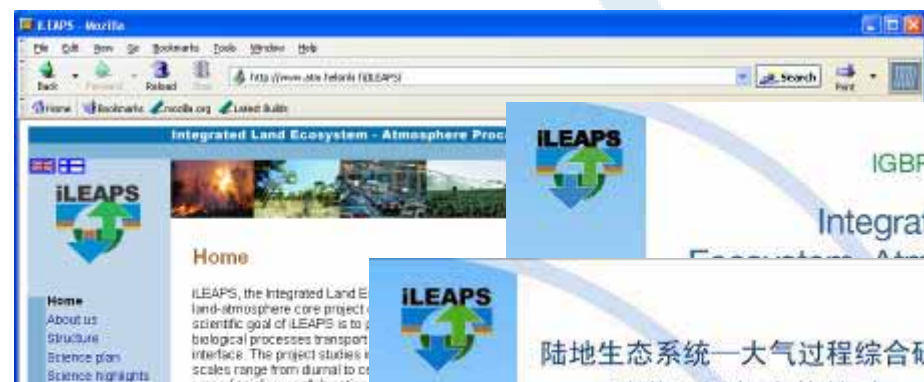 iLEAPS - Mozilla
File Edit View Go Bookmarks Tools Window Help
Back Forward Reload Stop Search Print
Home Bookmarks mozilla.org Latest Builds
Integrated Land Ecosystem - Atmosphere Proc
iLEAPS
Home
iLEAPS, the Integrated Land E
land-atmosphere core project
scientific goal of iLEAPS is to p
biological processes transport
interface. The project studies i
scales range from diurnal to ce
Home
About us
Structure
Science plan
Science highlights
iLEAPS
IGBP
Integra
Ecosystem Atm
iLEAPS
陆地生态系统—大气过程综合研